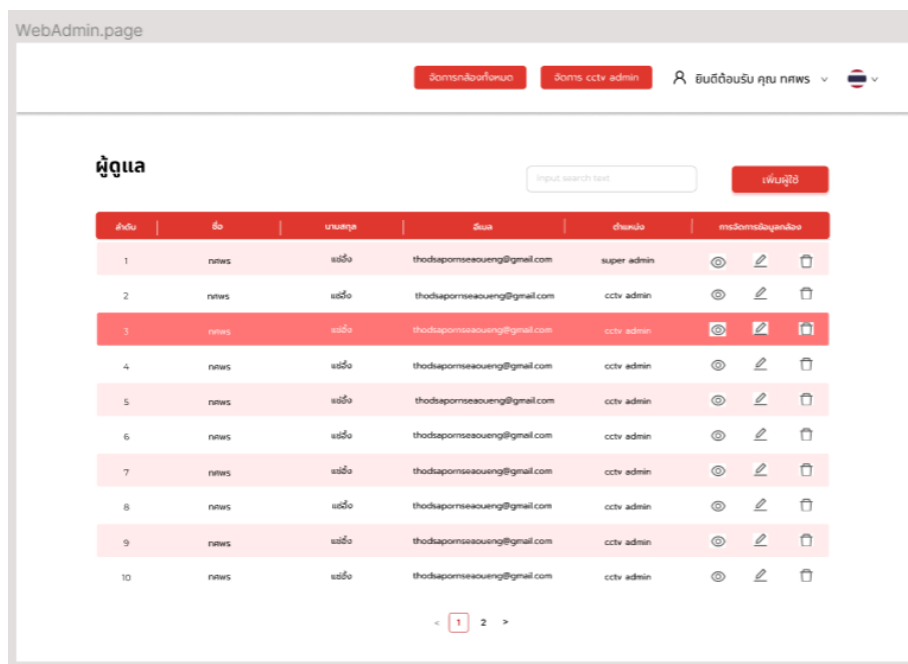 WebAdmin.page
จัดการกล้องทั้งหมด จัดการ cctv admin ยินดีต้อนรับ คุณ ทศพร
ผู้ดูแล
Input search text เพิ่มผู้ใช้
ลำดับ ชื่อ นามสกุล อีเมล ตำแหน่ง การจัดการข้อมูลกล้อง
1 ทศพร แซ่อึ้ง thodsapornseaoueng@gmail.com super admin
2 ทศพร แซ่อึ้ง thodsapornseaoueng@gmail.com cctv admin
3 ทศพร แซ่อึ้ง thodsapornseaoueng@gmail.com cctv admin
4 ทศพร แซ่อึ้ง thodsapornseaoueng@gmail.com cctv admin
5 ทศพร แซ่อึ้ง thodsapornseaoueng@gmail.com cctv admin
6 ทศพร แซ่อึ้ง thodsapornseaoueng@gmail.com cctv admin
7 ทศพร แซ่อึ้ง thodsapornseaoueng@gmail.com cctv admin
8 ทศพร แซ่อึ้ง thodsapornseaoueng@gmail.com cctv admin
9 ทศพร แซ่อึ้ง thodsapornseaoueng@gmail.com cctv admin
10 ทศพร แซ่อึ้ง thodsapornseaoueng@gmail.com cctv admin
< 1 2 >